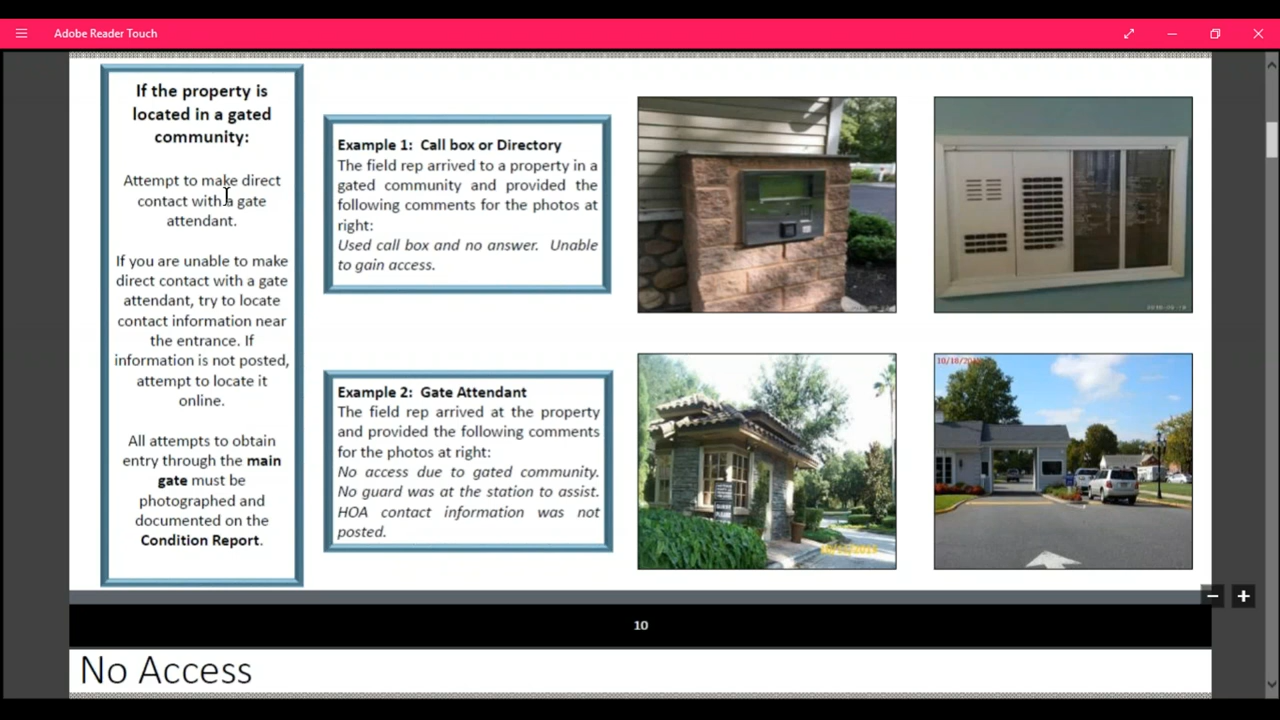 Adobe Reader Touch
If the property is
located in a gated
community:
Attempt to make direct
contact with a gate
attendant.
If you are unable to make
direct contact with a gate
attendant, try to locate
contact information near
the entrance. If
information is not posted,
attempt to locate it
online.
All attempts to obtain
entry through the main
gate must be
photographed and
documented on the
Condition Report.
Example 1: Call box or Directory
The field rep arrived to a property in a
gated community and provided the
following comments for the photos at
right:
Used call box and no answer. Unable
to gain access.
Example 2: Gate Attendant
The field rep arrived at the property
and provided the following comments
for the photos at right:
No access due to gated community.
No guard was at the station to assist.
HOA contact information was not
posted.
10
No Access